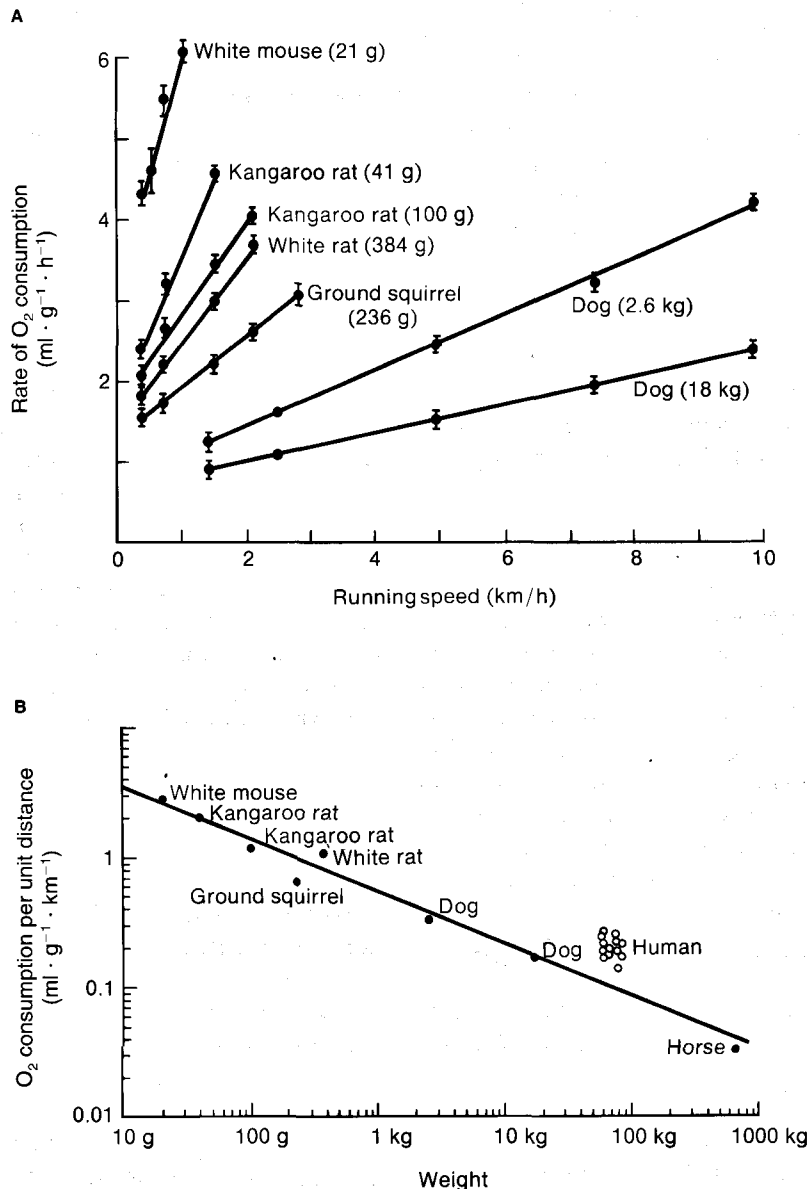 A
Rate of O₂ consumption
(ml · g⁻¹ · h⁻¹)
6
4
2
0
White mouse (21 g)
Kangaroo rat (41 g)
Kangaroo rat (100 g)
White rat (384 g)
Ground squirrel
(236 g)
Dog (2.6 kg)
Dog (18 kg)
0
2
4
6
8
10
Running speed (km/h)
B
O₂ consumption per unit distance
(ml · g⁻¹ · km⁻¹)
1
0.1
0.01
White mouse
Kangaroo rat
Kangaroo rat
White rat
Ground squirrel
Dog
Dog
Human
Horse
10 g
100 g
1 kg
10 kg
100 kg
1000 kg
Weight